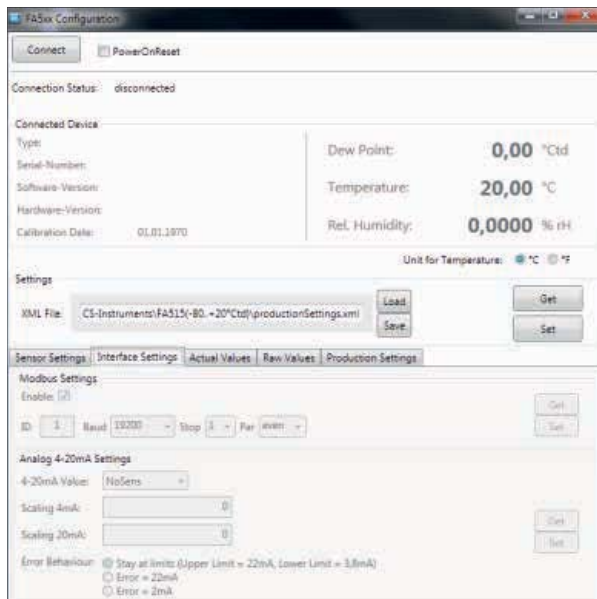 FA5xx Configuration
Connect PowerOnReset
Connection Status: disconnected
Connected Device
Type:
Serial-Number:
Software-Version:
Hardware-Version:
Calibration Date: 01.01.1970
Dew Point: 0,00 °Ctd
Temperature: 20,00 °C
Rel. Humidity: 0,0000 % rH
Unit for Temperature: °C °F
Settings
XML File: CS-Instruments\FA515(-80..+20°Ctd)\productionSettings.xml
Load
Save
Get
Set
Sensor Settings Interface Settings Actual Values Raw Values Production Settings
Modbus Settings
Enable:
ID 1 Baud 19200 Stop 1 Par even
Get
Set
Analog 4-20mA Settings
4-20mA Value: NoSens
Scaling 4mA: 0
Scaling 20mA: 0
Get
Set
Error Behaviour: Stay at limits (Upper Limit = 22mA, Lower Limit = 3,8mA)
Error = 22mA
Error = 2mA